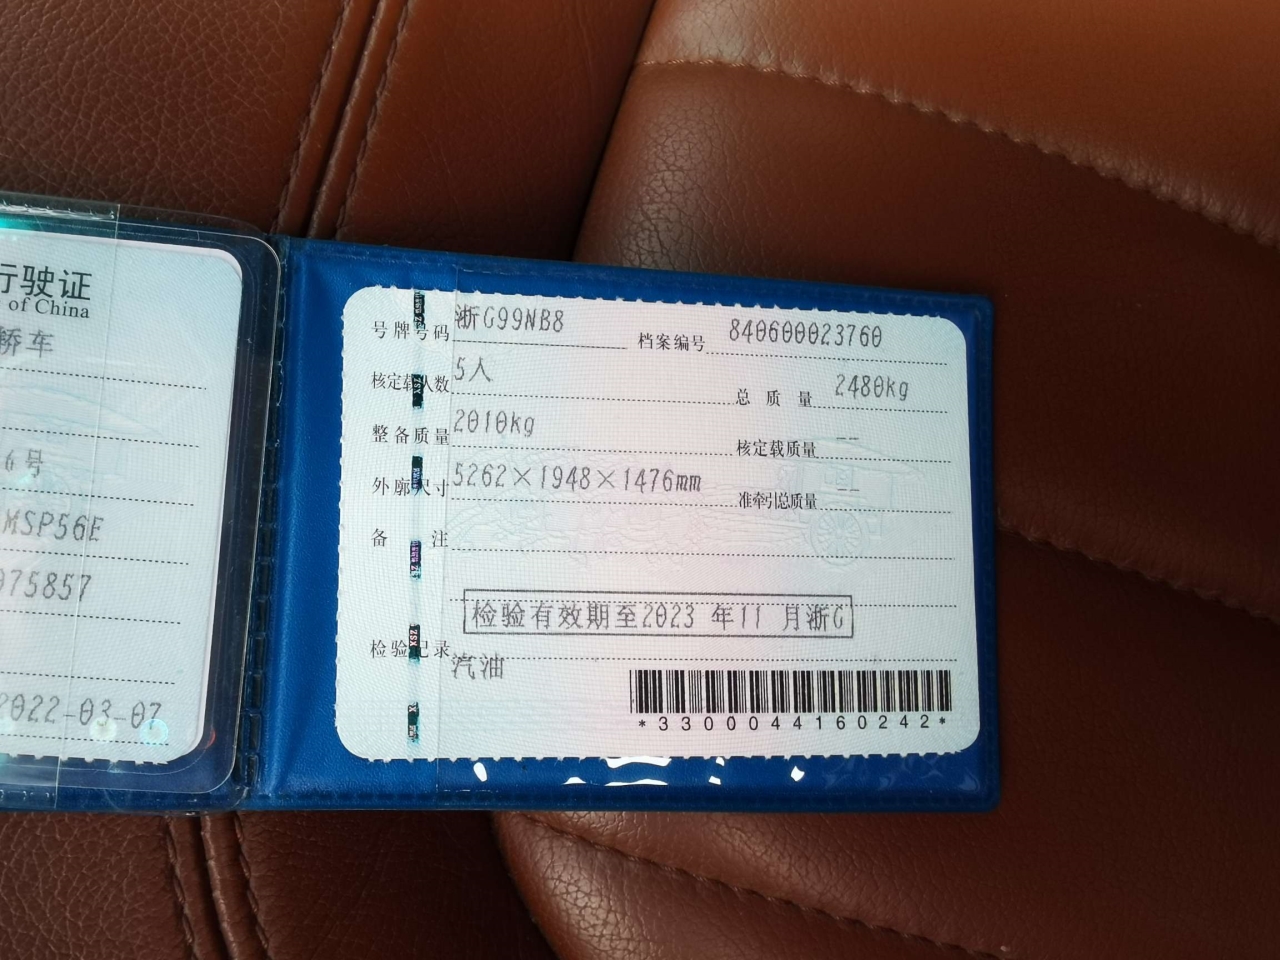 行驶证
of China
轿车
6号
MSP56E
975857
2022-03-07
号牌号码 浙G99NB8 档案编号 840600023760
核定载人数 5人 总质量 2480kg
整备质量 2010kg 核定载质量 --
外廓尺寸 5262×1948×1476mm 准牵引总质量 --
备注
检验有效期至2023 年11 月浙G
检验记录
汽油
*3300044160242*